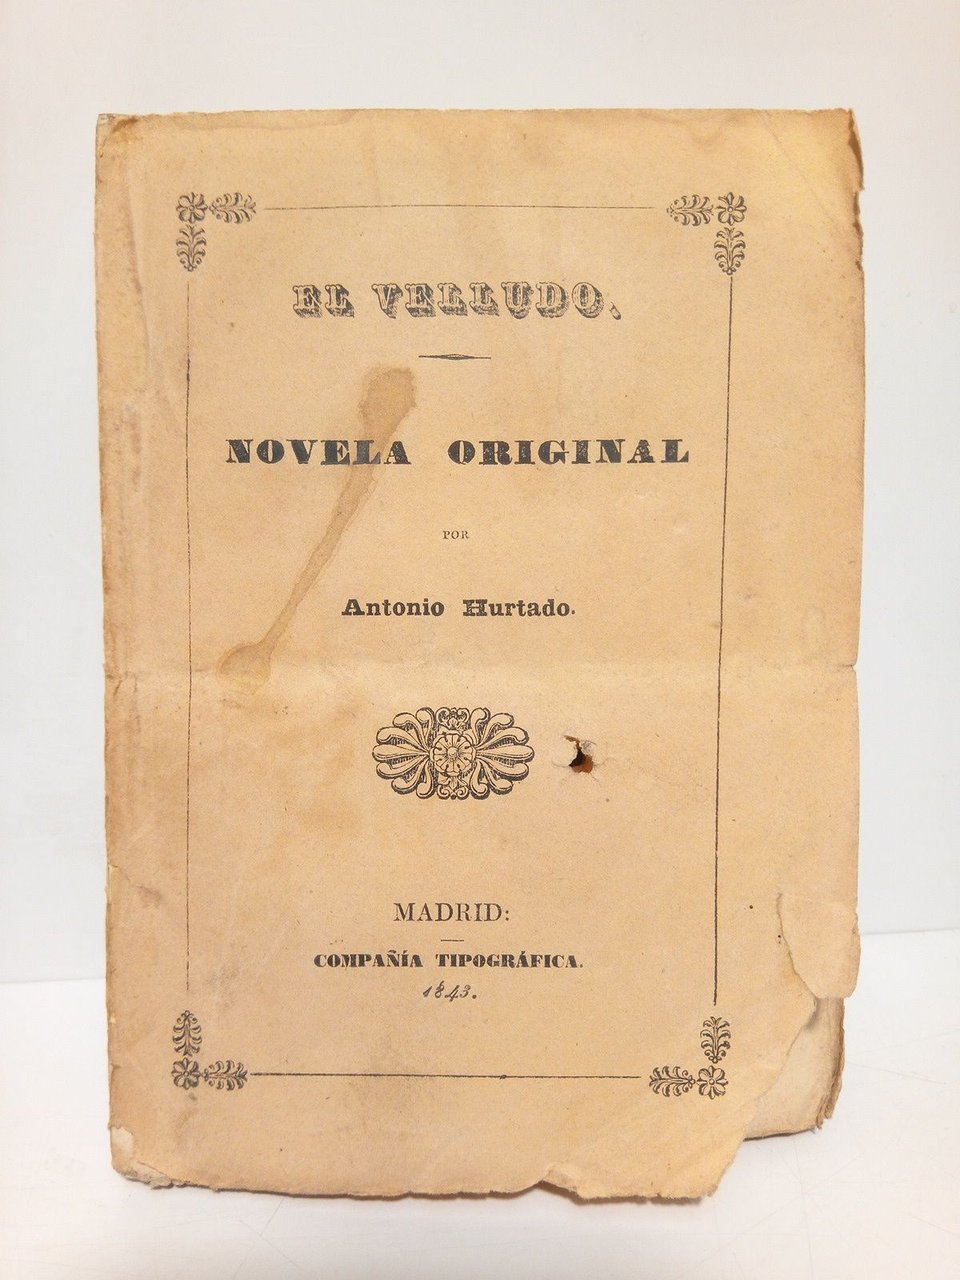 EL VELLUDO,
NOVELA ORIGINAL
POR
Antonio Hurtado.
MADRID:
COMPAÑÍA TIPOGRÁFICA.
1843.